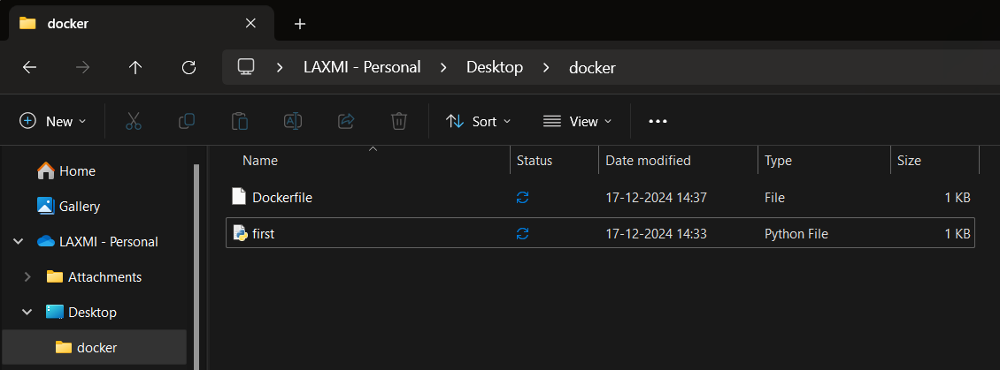 docker
LAXMI - Personal Desktop docker
New Sort View
Name Status Date modified Type Size
Home
Gallery
LAXMI - Personal
Attachments
Desktop
docker
Dockerfile 17-12-2024 14:37 File 1 KB
first 17-12-2024 14:33 Python File 1 KB